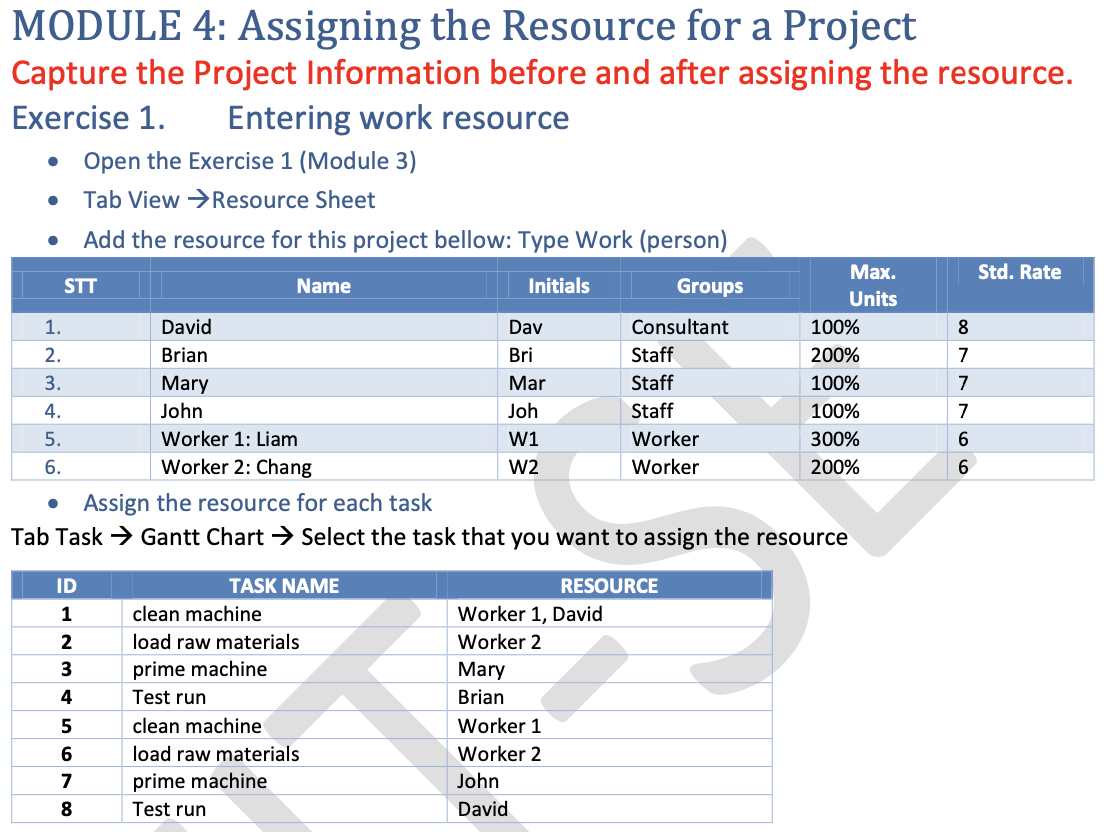 MODULE 4: Assigning the Resource for a Project
Capture the Project Information before and after assigning the resource.
Exercise 1. Entering work resource
• Open the Exercise 1 (Module 3)
• Tab View →Resource Sheet
• Add the resource for this project bellow: Type Work (person)
STT Name Initials Groups Max. Units Std. Rate
1. David Dav Consultant 100% 8
2. Brian Bri Staff 200% 7
3. Mary Mar Staff 100% 7
4. John Joh Staff 100% 7
5. Worker 1: Liam W1 Worker 300% 6
6. Worker 2: Chang W2 Worker 200% 6
• Assign the resource for each task
Tab Task → Gantt Chart → Select the task that you want to assign the resource
ID TASK NAME RESOURCE
1 clean machine Worker 1, David
2 load raw materials Worker 2
3 prime machine Mary
4 Test run Brian
5 clean machine Worker 1
6 load raw materials Worker 2
7 prime machine John
8 Test run David